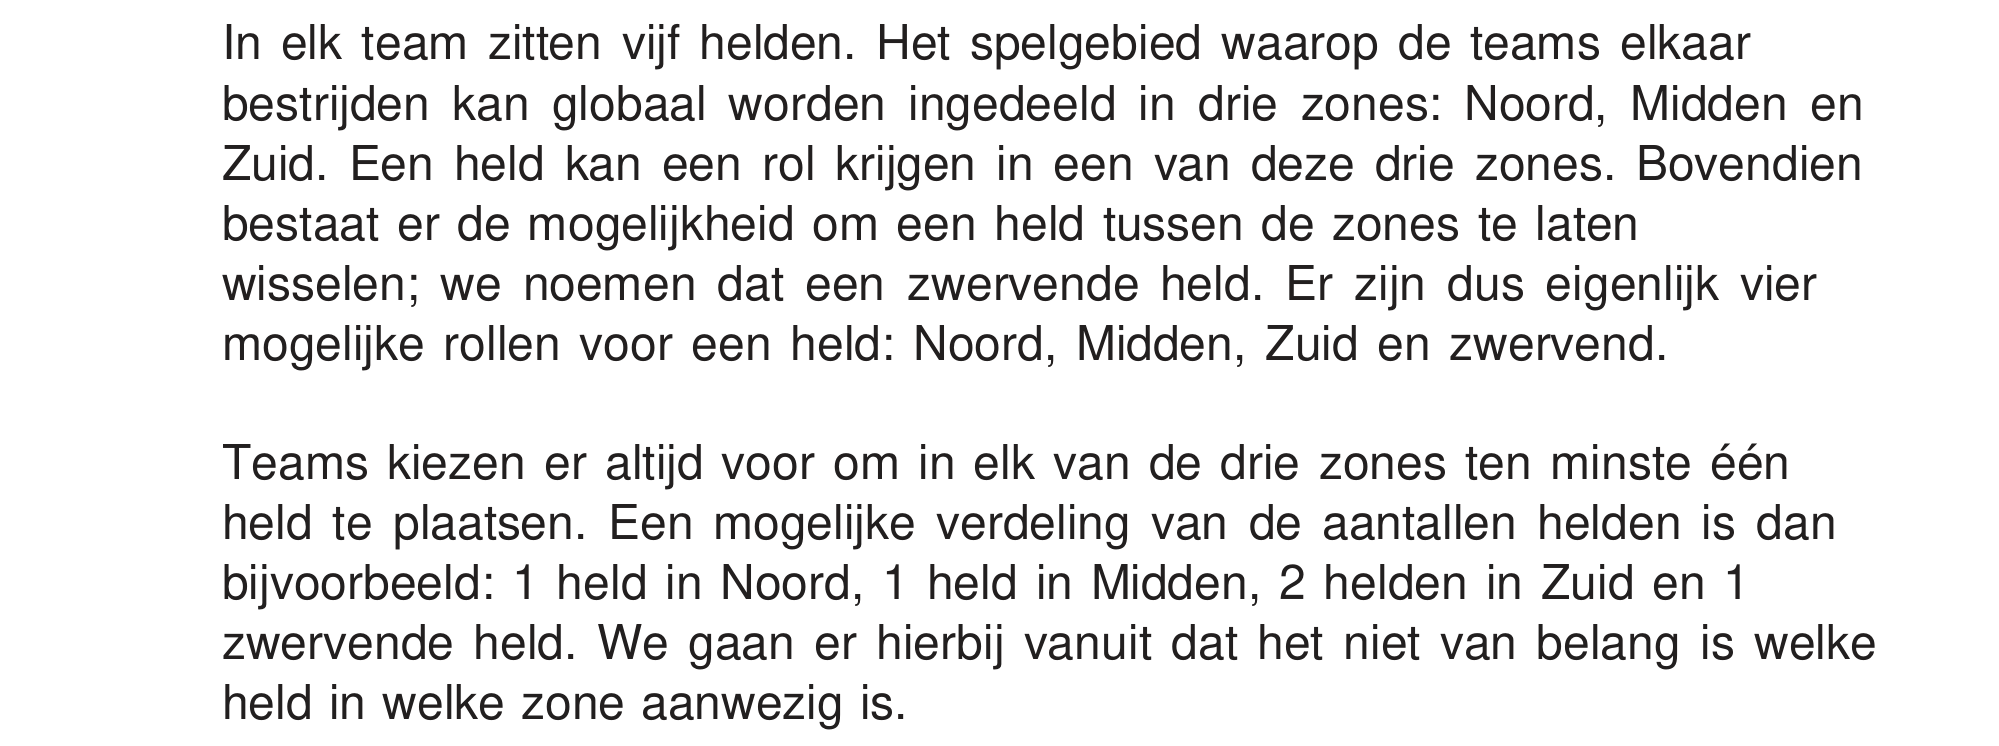 In elk team zitten vijf helden. Het spelgebied waarop de teams elkaar
bestrijden kan globaal worden ingedeeld in drie zones: Noord, Midden en
Zuid. Een held kan een rol krijgen in een van deze drie zones. Bovendien
bestaat er de mogelijkheid om een held tussen de zones te laten
wisselen; we noemen dat een zwervende held. Er zijn dus eigenlijk vier
mogelijke rollen voor een held: Noord, Midden, Zuid en zwervend.
Teams kiezen er altijd voor om in elk van de drie zones ten minste één
held te plaatsen. Een mogelijke verdeling van de aantallen helden is dan
bijvoorbeeld: 1 held in Noord, 1 held in Midden, 2 helden in Zuid en 1
zwervende held. We gaan er hierbij vanuit dat het niet van belang is welke
held in welke zone aanwezig is.